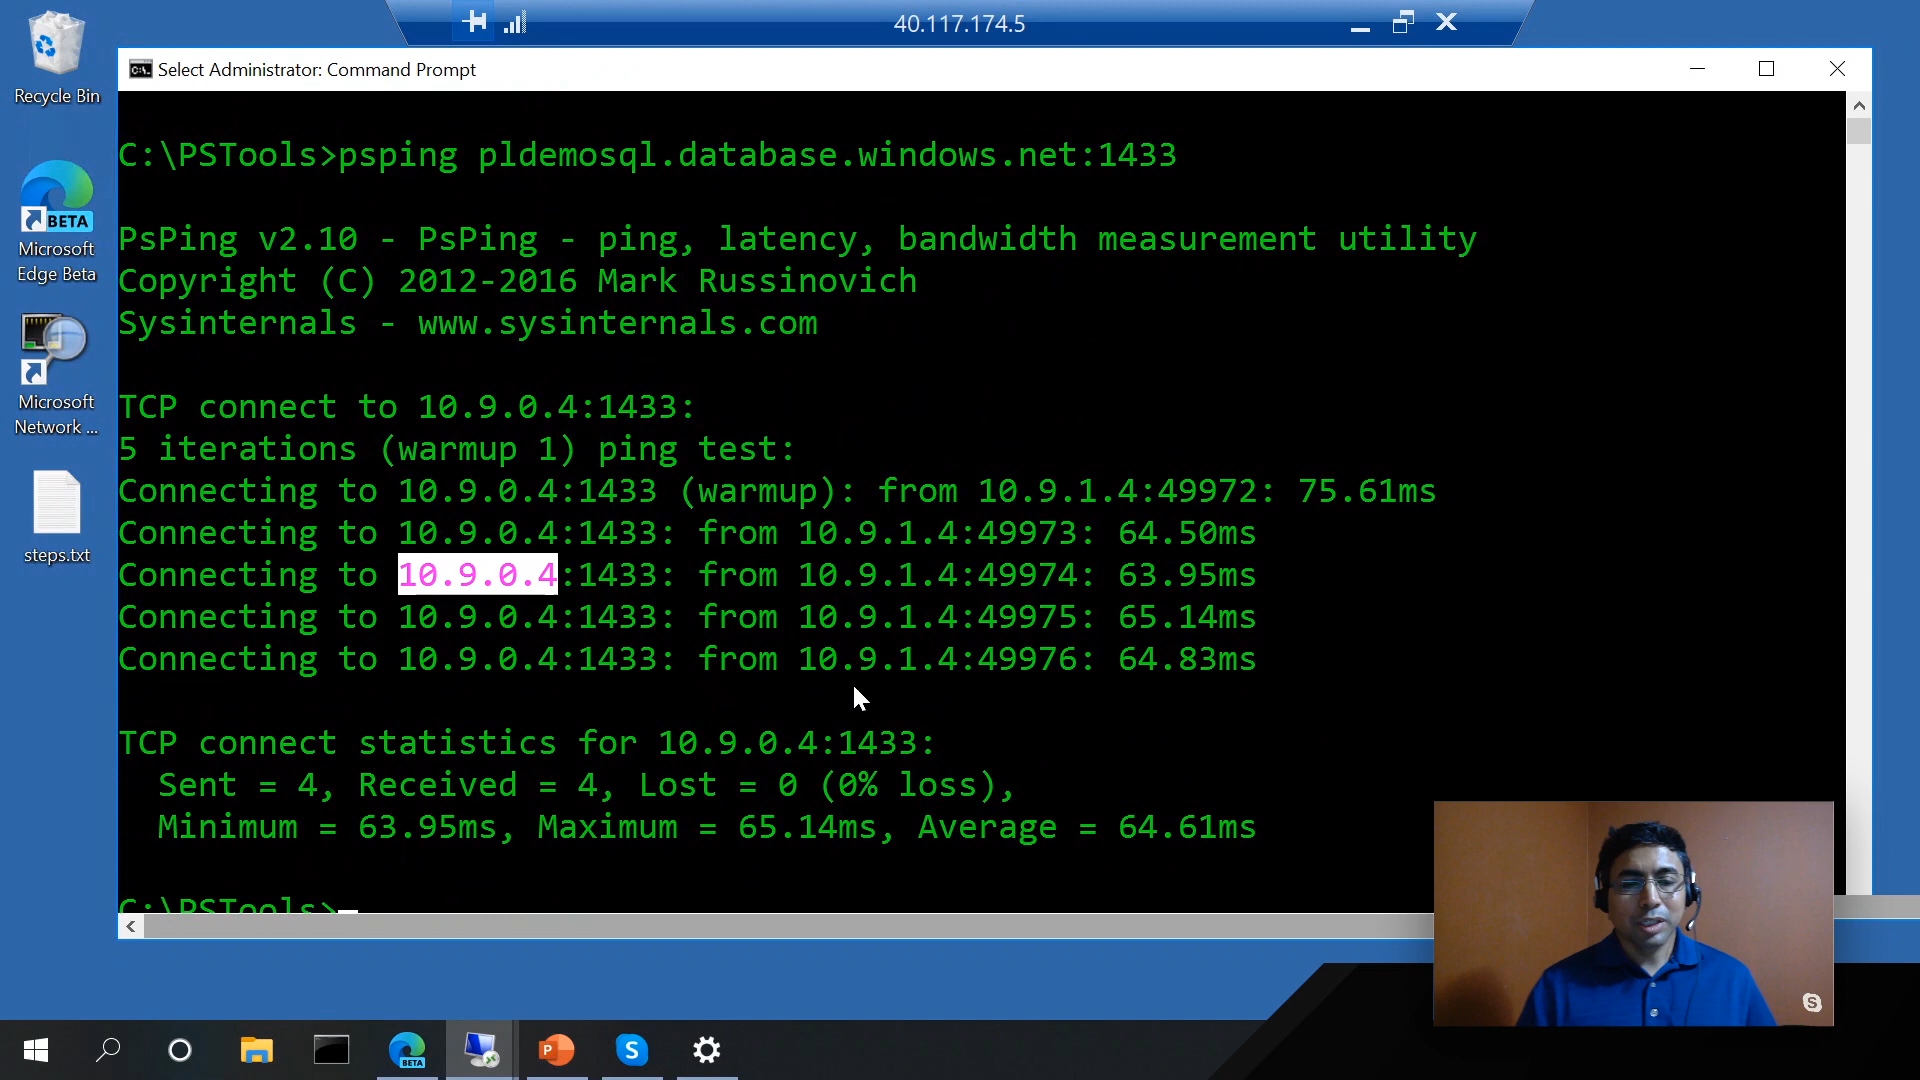 40.117.174.5
Select Administrator: Command Prompt
C:\PSTools>psping pldemosql.database.windows.net:1433
PsPing v2.10 - PsPing - ping, latency, bandwidth measurement utility
Copyright (C) 2012-2016 Mark Russinovich
Sysinternals - www.sysinternals.com
TCP connect to 10.9.0.4:1433:
5 iterations (warmup 1) ping test:
Connecting to 10.9.0.4:1433 (warmup): from 10.9.1.4:49972: 75.61ms
Connecting to 10.9.0.4:1433: from 10.9.1.4:49973: 64.50ms
Connecting to 10.9.0.4:1433: from 10.9.1.4:49974: 63.95ms
Connecting to 10.9.0.4:1433: from 10.9.1.4:49975: 65.14ms
Connecting to 10.9.0.4:1433: from 10.9.1.4:49976: 64.83ms
TCP connect statistics for 10.9.0.4:1433:
Sent = 4, Received = 4, Lost = 0 (0% loss),
Minimum = 63.95ms, Maximum = 65.14ms, Average = 64.61ms
C:\PSTools>
Recycle Bin
BETA
Microsoft
Edge Beta
Microsoft
Network ...
steps.txt
BETA
P
S
S